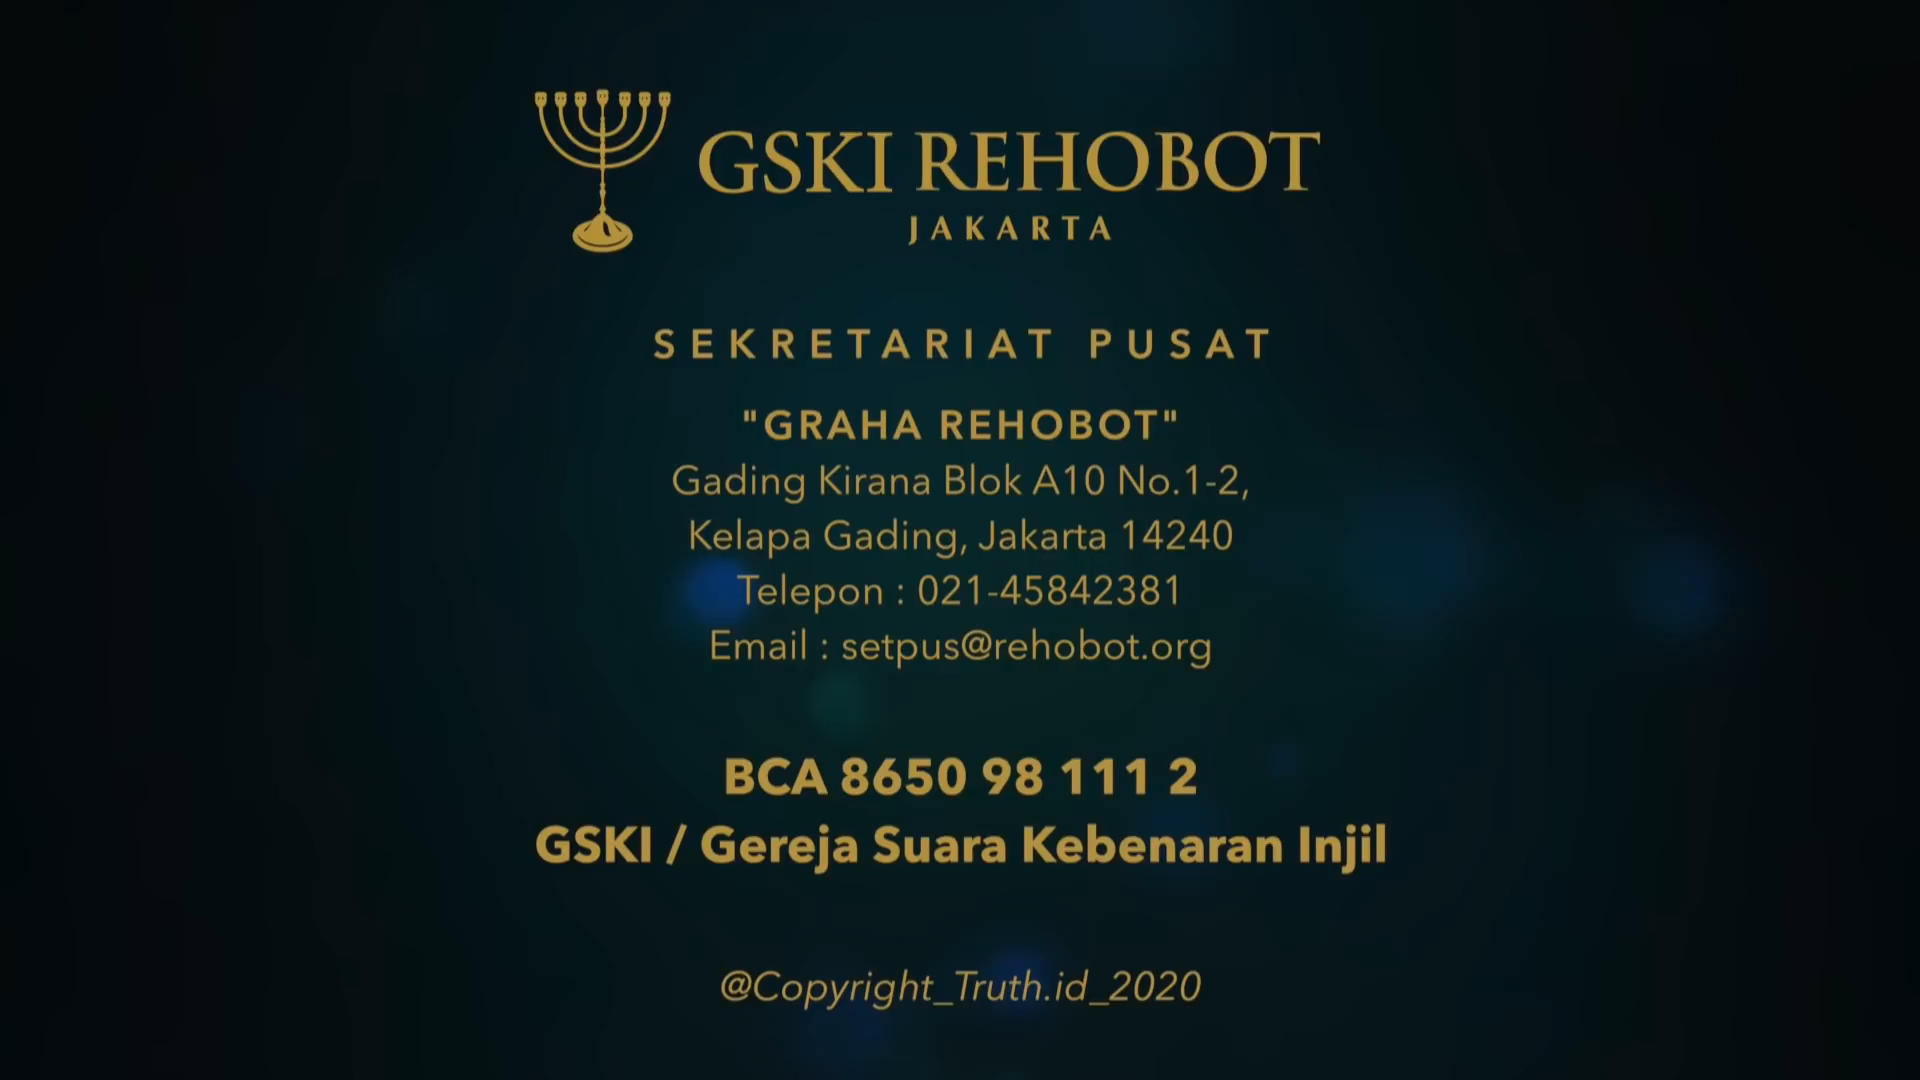 GSKI REHOBOT
JAKARTA
SEKRETARIAT PUSAT
"GRAHA REHOBOT"
Gading Kirana Blok A10 No.1-2,
Kelapa Gading, Jakarta 14240
Telepon : 021-45842381
Email : setpus@rehobot.org
BCA 8650 98 111 2
GSKI / Gereja Suara Kebenaran Injil
@Copyright_Truth.id_2020